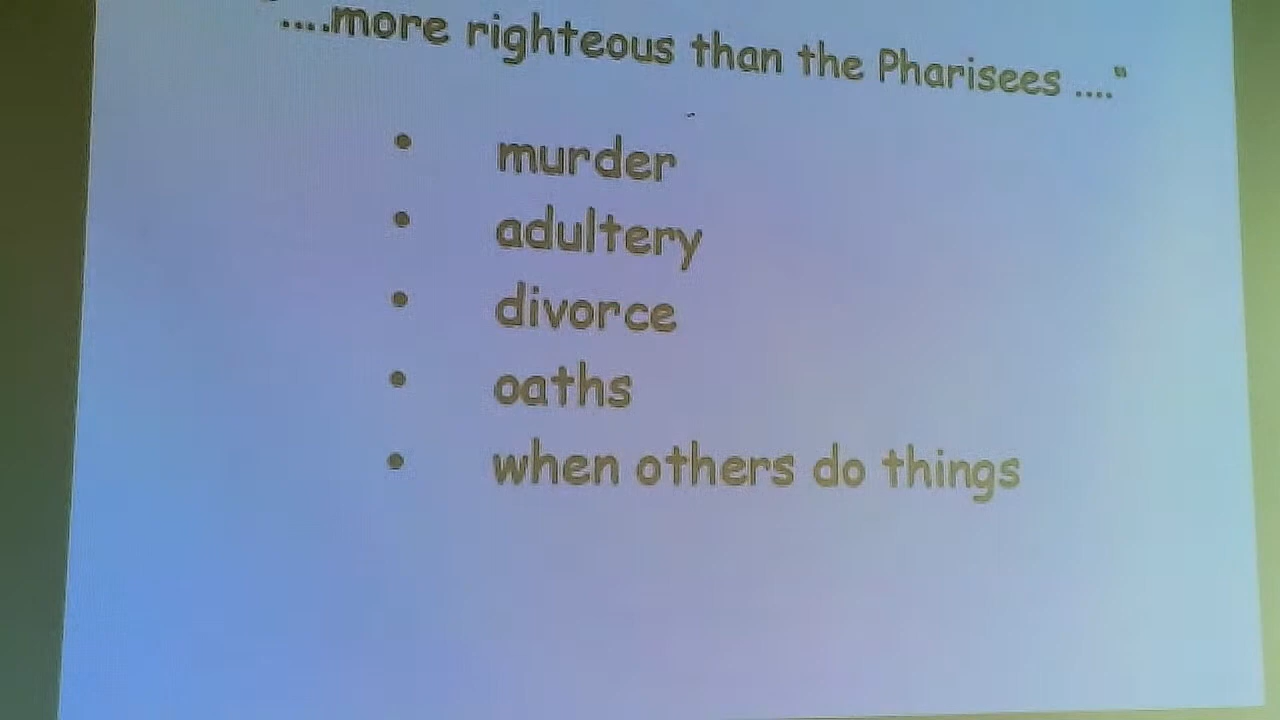 ....more righteous than the Pharisees ...."
• murder
• adultery
• divorce
• oaths
• when others do things